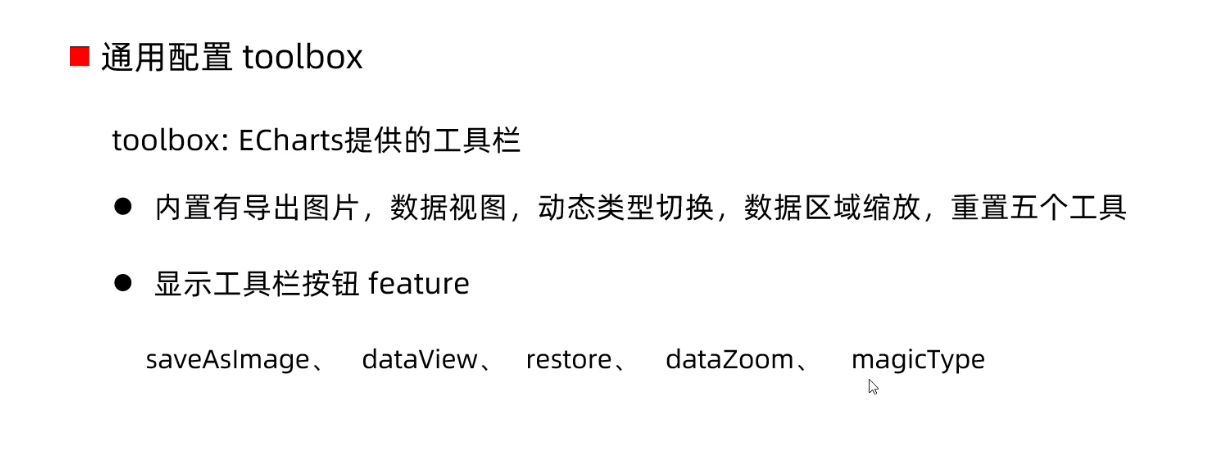 通用配置 toolbox
toolbox: ECharts提供的工具栏
内置有导出图片，数据视图，动态类型切换，数据区域缩放，重置五个工具
显示工具栏按钮 feature
saveAsImage、 dataView、 restore、 dataZoom、 magicType